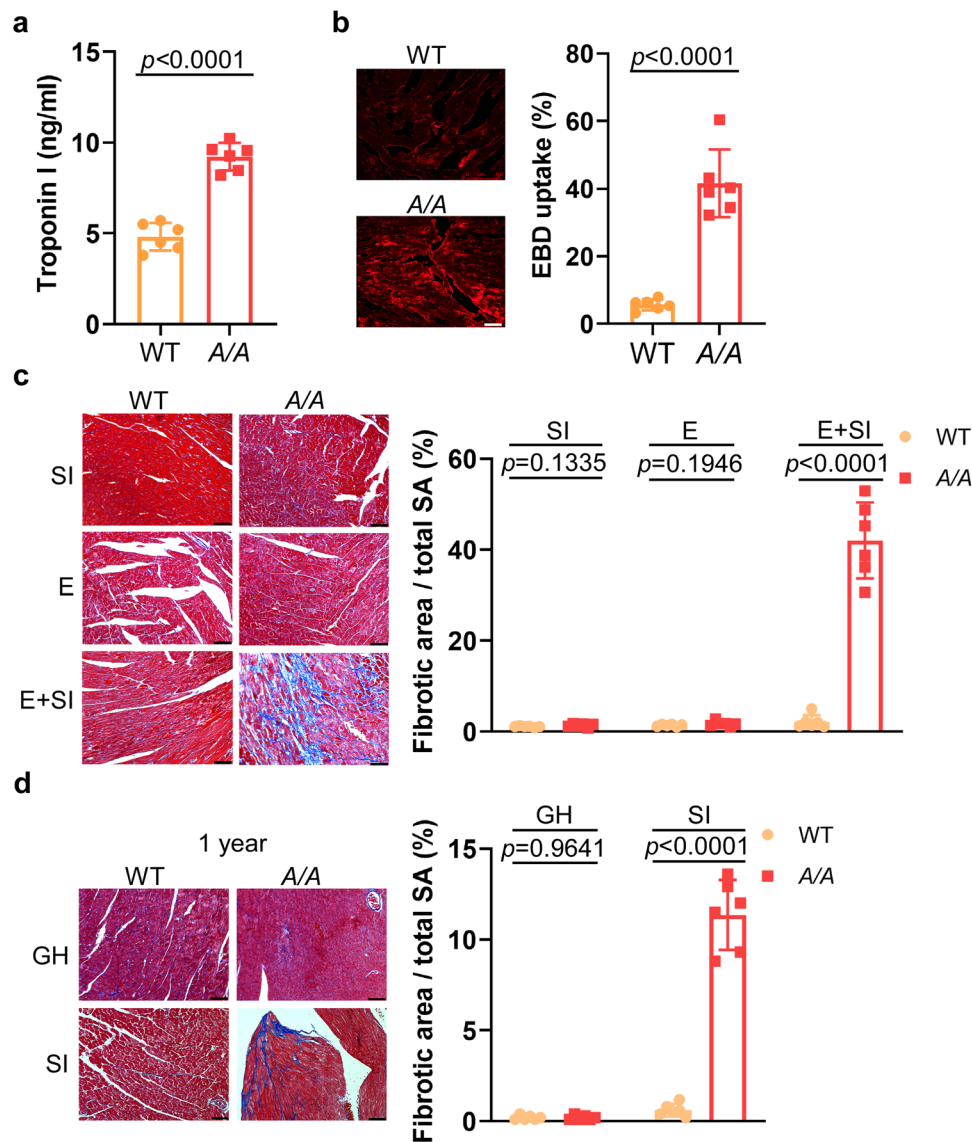 a
Troponin I (ng/ml)
15
10
5
0
p<0.0001
WT
A/A
b
WT
A/A
EBD uptake (%)
80
60
40
20
0
p<0.0001
WT
A/A
c
WT
A/A
SI
E
E+SI
Fibrotic area / total SA (%)
60
40
20
0
SI
p=0.1335
E
p=0.1946
E+SI
p<0.0001
WT
A/A
d
1 year
WT
A/A
GH
SI
Fibrotic area / total SA (%)
15
10
5
0
GH
p=0.9641
SI
p<0.0001
WT
A/A